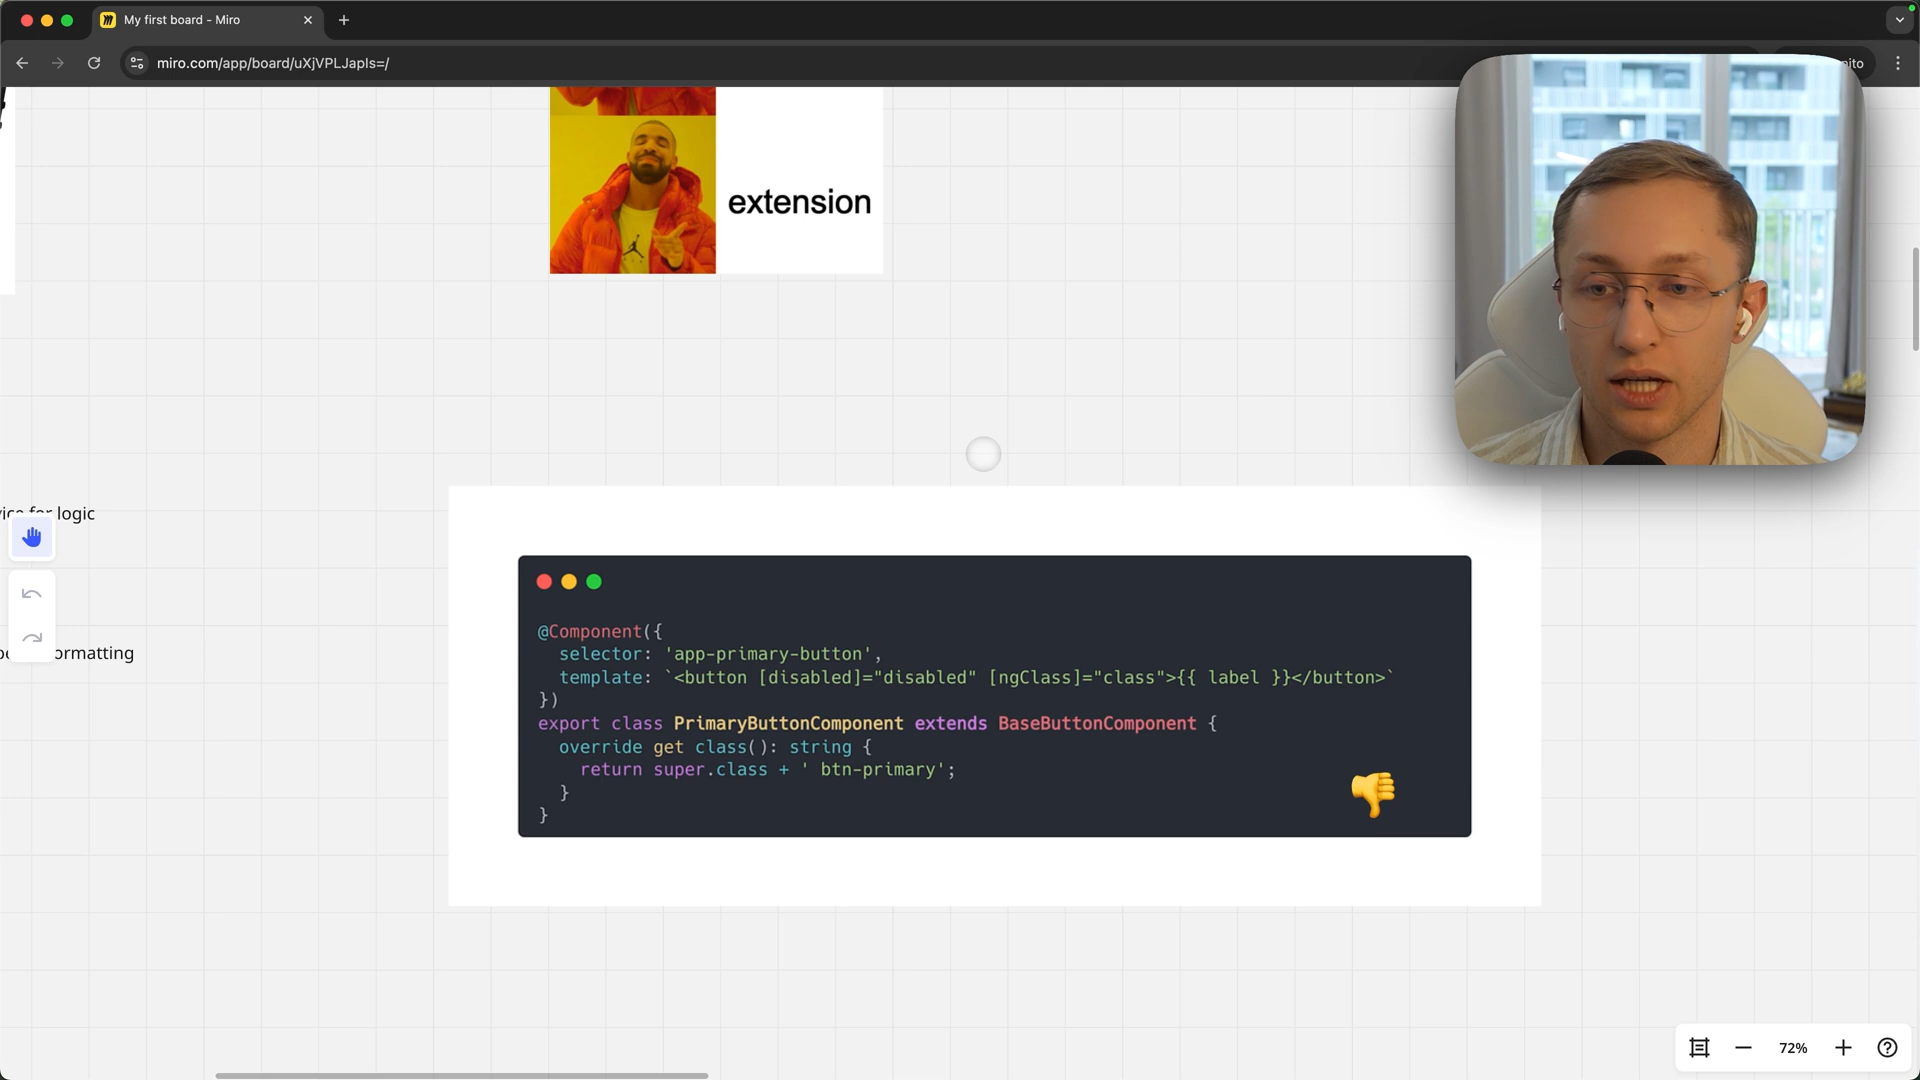 My first board - Miro
miro.com/app/board/uXjVPLJapIs=/
extension
for logic
ormatting
@Component({
  selector: 'app-primary-button',
  template: `<button [disabled]="disabled" [ngClass]="class">{{ label }}</button>`
})
export class PrimaryButtonComponent extends BaseButtonComponent {
  override get class(): string {
    return super.class + ' btn-primary';
  }
}
72%